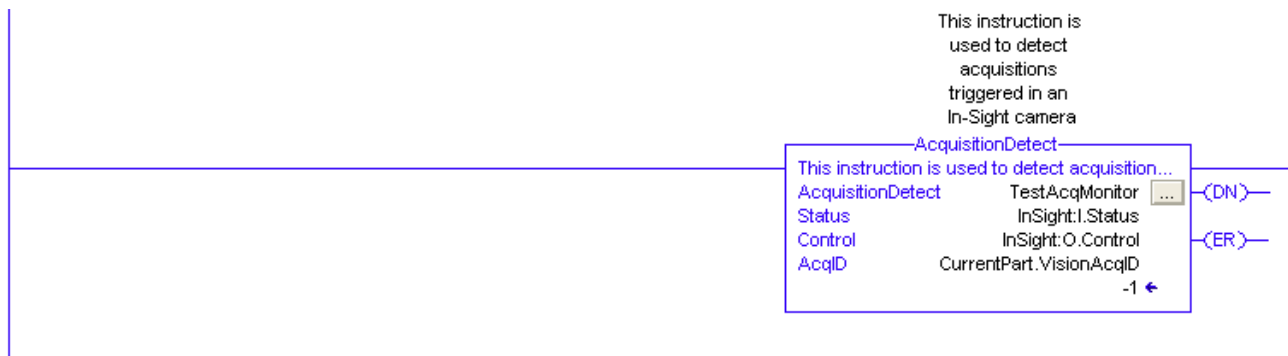 This instruction is
used to detect
acquisitions
triggered in an
In-Sight camera
AcquisitionDetect
This instruction is used to detect acquisition...
AcquisitionDetect TestAcqMonitor ... (DN)
Status InSight:I.Status
Control InSight:O.Control (ER)
AcqID CurrentPart.VisionAcqID
-1